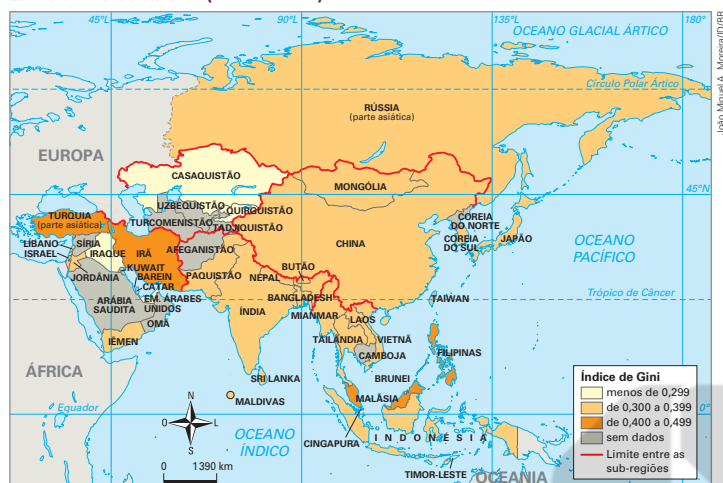 45°L
90°L
135°L
180°
OCEANO GLACIAL ÁRTICO
João Miguel A. Moreira/ID/BR
Círculo Polar Ártico
RÚSSIA
(parte asiática)
EUROPA
CASAQUISTÃO
MONGÓLIA
45°N
UZBEQUISTÃO
QUIRGUISTÃO
TURCOMENISTÃO
TADJIQUISTÃO
TURQUIA
(parte asiática)
COREIA
DO NORTE
COREIA
DO SUL
JAPÃO
OCEANO
PACÍFICO
LÍBANO
SÍRIA
ISRAEL
IRAQUE
IRÃ
AFEGANISTÃO
CHINA
KUWAIT
JORDÂNIA
BAREIN
PAQUISTÃO
NEPAL
BUTÃO
CATAR
ARÁBIA
SAUDITA
EM. ÁRABES
UNIDOS
BANGLADESH
TAIWAN
Trópico de Câncer
OMÃ
ÍNDIA
MIANMAR
LAOS
IÊMEN
TAILÂNDIA
VIETNÃ
CAMBOJA
FILIPINAS
ÁFRICA
SRI LANKA
BRUNEI
MALDIVAS
MALÁSIA
Equador
0°
N
O
L
S
OCEANO
ÍNDICO
CINGAPURA
INDONÉSIA
TIMOR-LESTE
OCEANIA
0
1390 km
Índice de Gini
menos de 0,299
de 0,300 a 0,399
de 0,400 a 0,499
sem dados
Limite entre as
sub-regiões